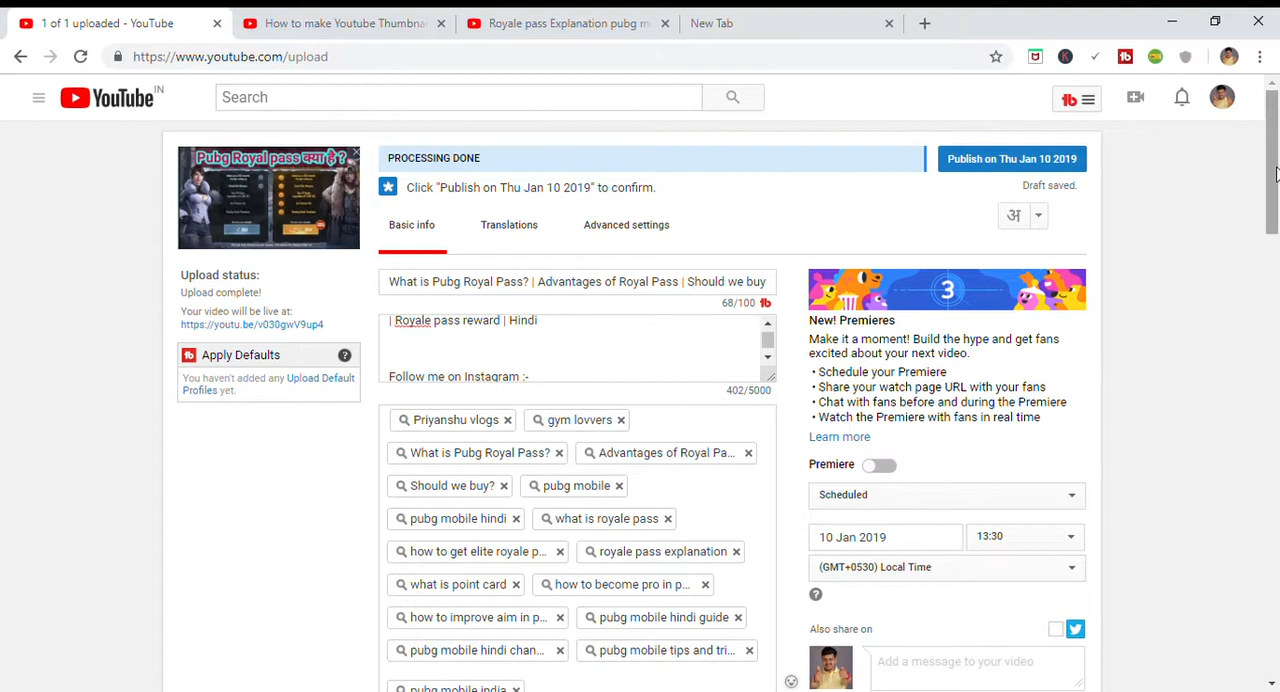 1 of 1 uploaded - YouTube
How to make Youtube Thumbna
Royale pass Explanation pubg m
New Tab
https://www.youtube.com/upload
YouTube IN
Search
Pubg Royal pass क्या है ?
PROCESSING DONE
Publish on Thu Jan 10 2019
Click "Publish on Thu Jan 10 2019" to confirm.
Draft saved.
अ
Basic info
Translations
Advanced settings
Upload status:
Upload complete!
Your video will be live at:
https://youtu.be/v030gwV9up4
Apply Defaults
You haven't added any Upload Default
Profiles yet.
What is Pubg Royal Pass? | Advantages of Royal Pass | Should we buy
68/100
| Royale pass reward | Hindi
Follow me on Instagram :-
402/5000
Priyanshu vlogs
gym lovvers
What is Pubg Royal Pass?
Advantages of Royal Pa...
Should we buy?
pubg mobile
pubg mobile hindi
what is royale pass
how to get elite royale p...
royale pass explanation
what is point card
how to become pro in p...
how to improve aim in p...
pubg mobile hindi guide
pubg mobile hindi chan...
pubg mobile tips and tri...
pubg mobile india
3
New! Premieres
Make it a moment! Build the hype and get fans
excited about your next video.
• Schedule your Premiere
• Share your watch page URL with your fans
• Chat with fans before and during the Premiere
• Watch the Premiere with fans in real time
Learn more
Premiere
Scheduled
10 Jan 2019
13:30
(GMT+0530) Local Time
Also share on
Add a message to your video